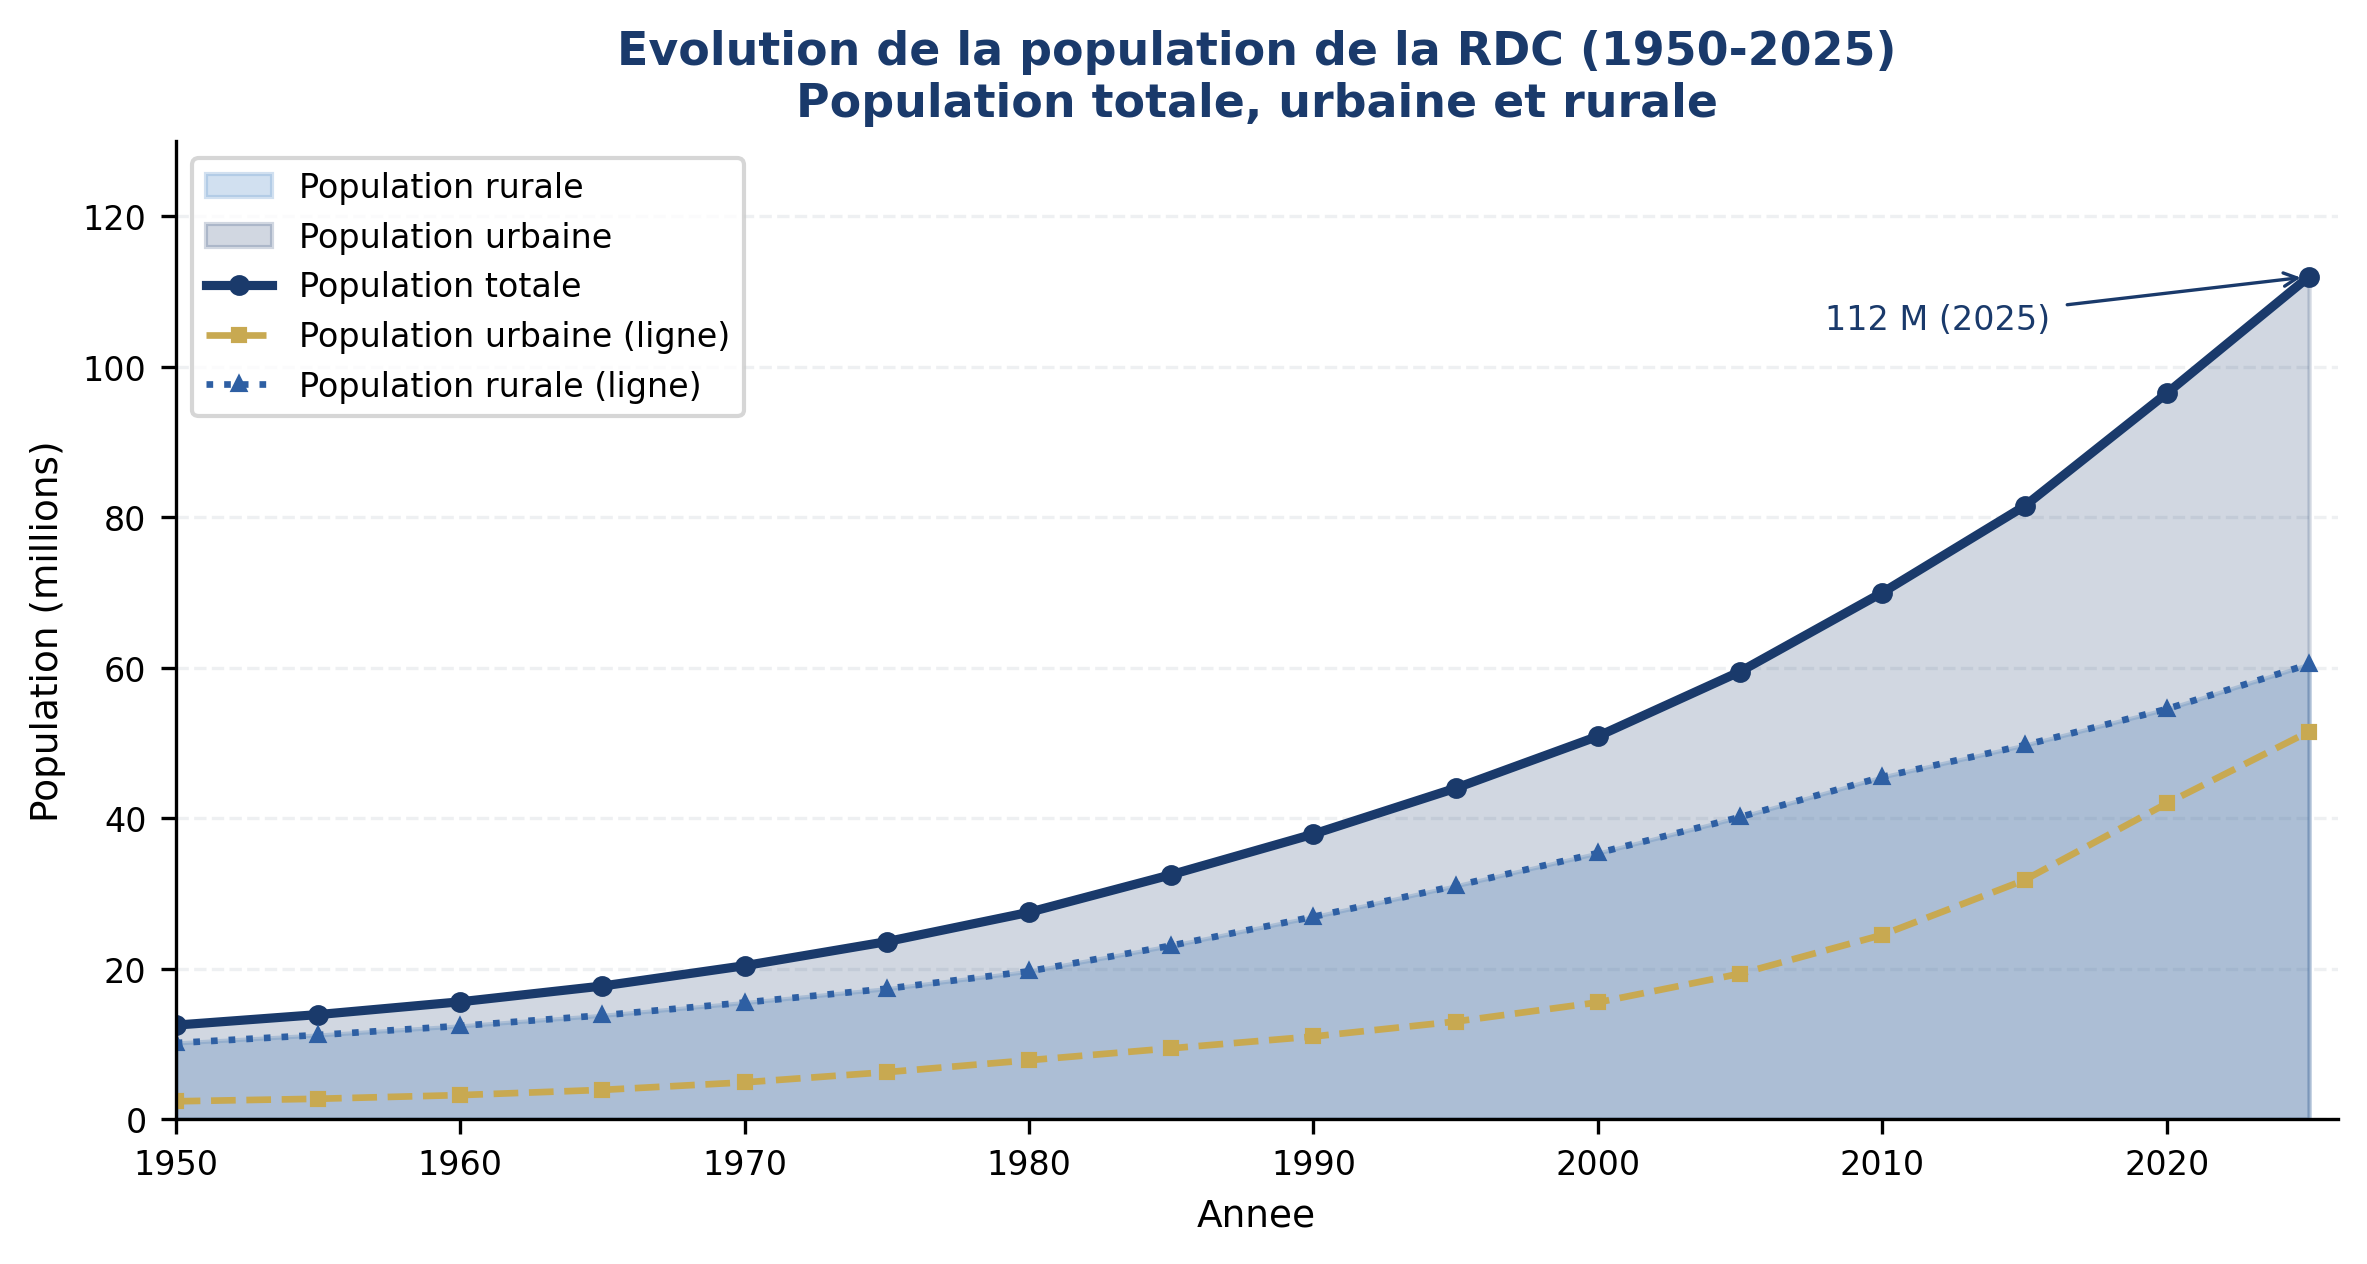 Evolution de la population de la RDC (1950-2025)
Population totale, urbaine et rurale
Population rurale
Population urbaine
Population totale
Population urbaine (ligne)
Population rurale (ligne)
112 M (2025)
Population (millions)
120
100
80
60
40
20
0
1950 1960 1970 1980 1990 2000 2010 2020
Annee